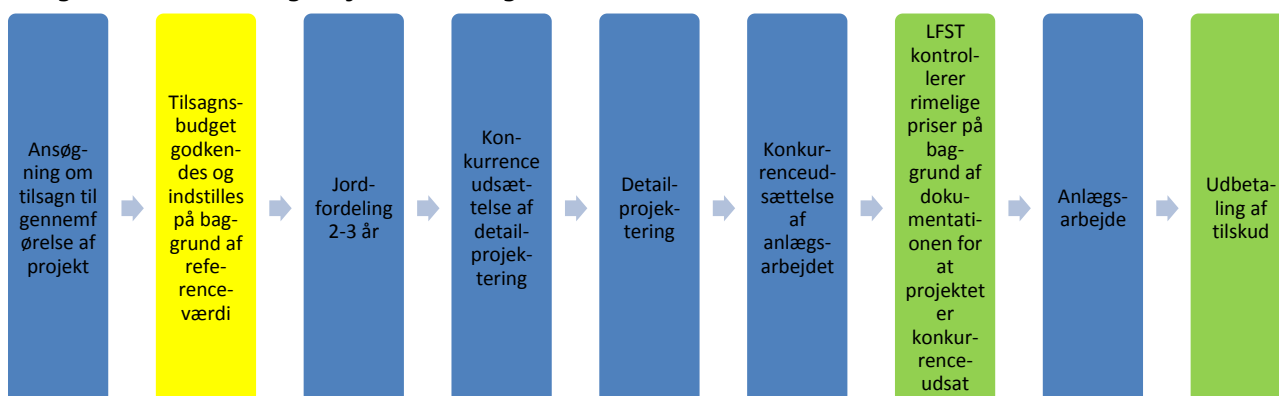 Ansøg-
ning om
tilsagn til
gennemf
ørelse af
projekt
Tilsagns-
budget
godken-
des og
indstilles
på bag-
grund af
refe-
rence-
værdi
Jord-
fordeling
2-3 år
Kon-
kurrence
udsæt-
telse af
detail-
projek-
tering
Detail-
projek-
tering
Konkur-
renceud-
sættelse
af
anlægs-
arbejdet
LFST
kontrol-
lerer
rimelige
priser på
bag-
grund af
doku-
mentati-
onen for
at
projektet
er
konkur-
rence-
udsat
Anlægs-
arbejde
Udbeta-
ling af
tilskud